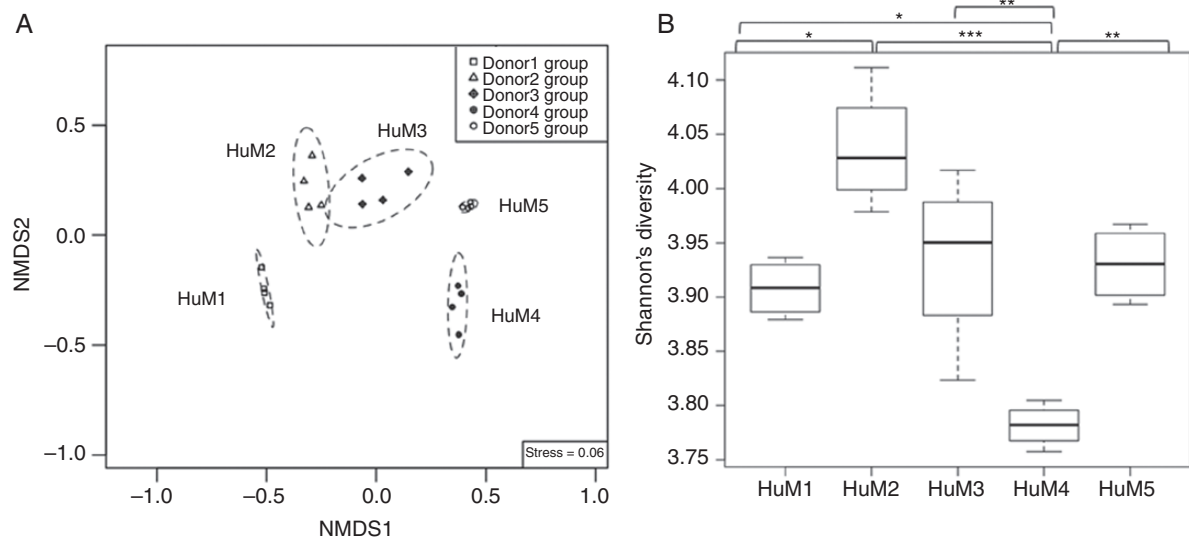 A
Donor1 group
Donor2 group
Donor3 group
Donor4 group
Donor5 group
HuM2
HuM3
HuM5
HuM1
HuM4
0.5
0.0
–0.5
–1.0
NMDS2
Stress = 0.06
–1.0
–0.5
0.0
0.5
1.0
NMDS1
B
**
*
*
***
**
4.10
4.05
4.00
3.95
3.90
3.85
3.80
3.75
Shannon's diversity
HuM1
HuM2
HuM3
HuM4
HuM5